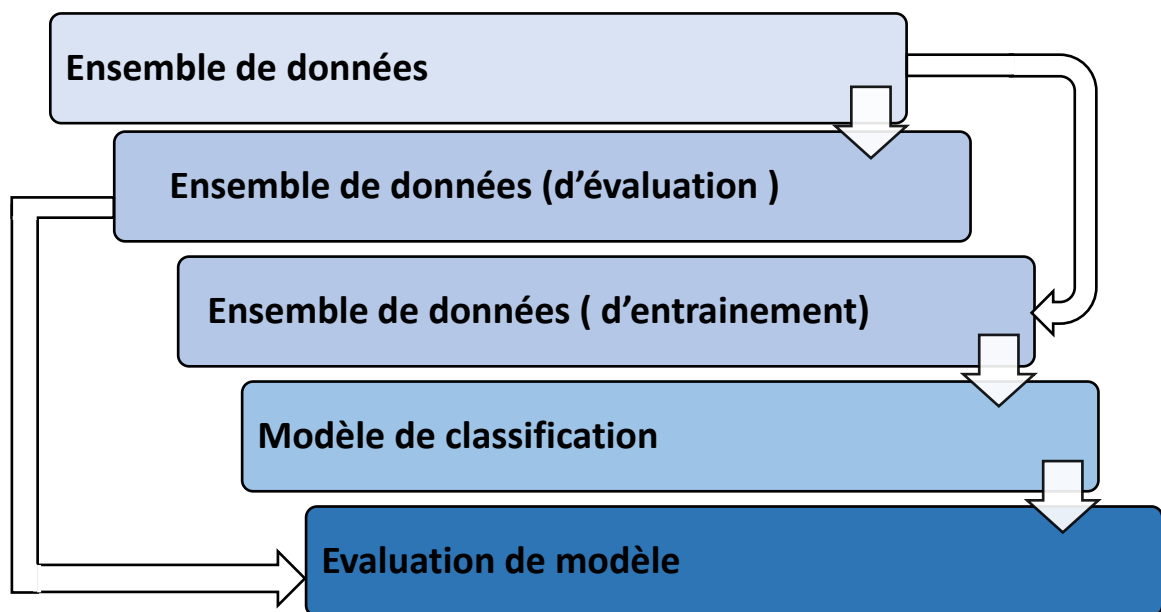 Ensemble de données
Ensemble de données (d’évaluation )
Ensemble de données ( d’entrainement)
Modèle de classification
Evaluation de modèle